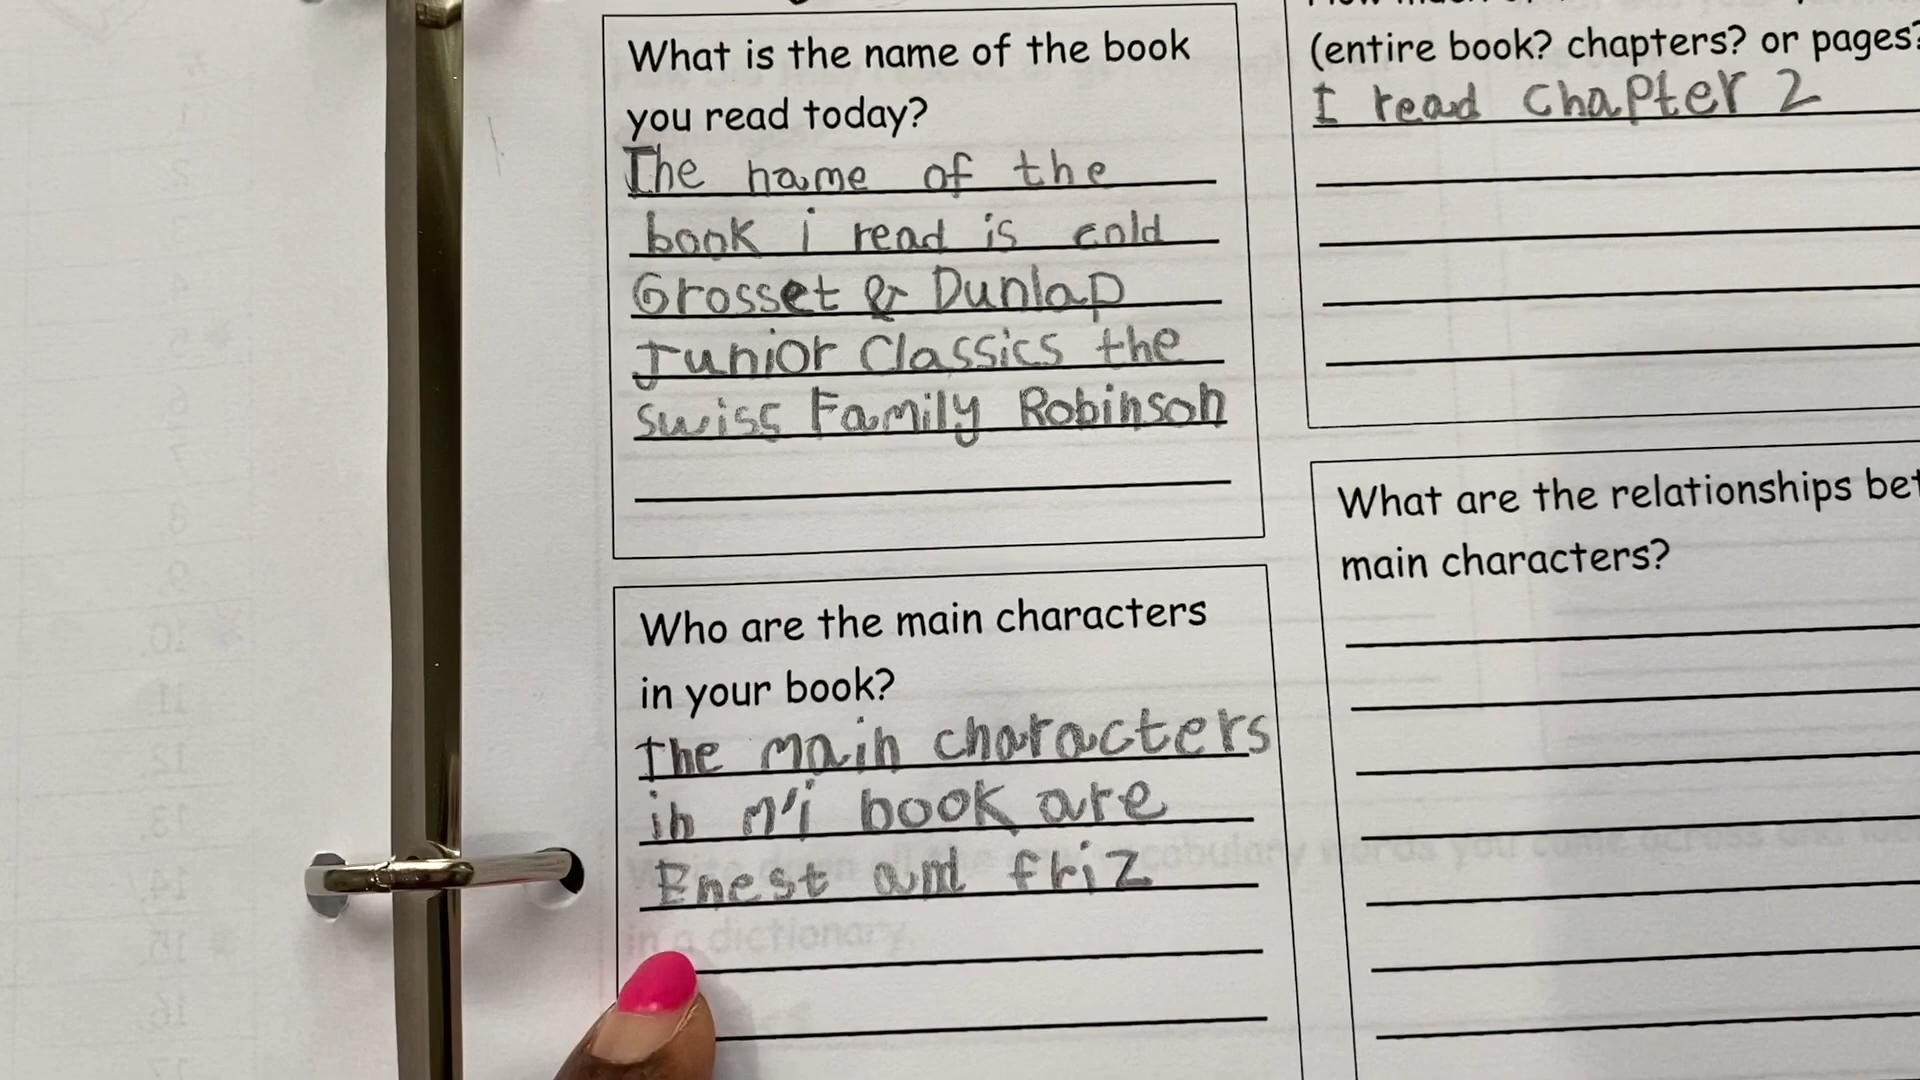 What is the name of the book
you read today?
The name of the
book i read is cold
Grosset & Dunlap
Junior Classics the
swiss Family Robinson
(entire book? chapters? or pages?
I read Chapter 2
Who are the main characters
in your book?
the main characters
in m'i book are
Enest and friz
What are the relationships bet
main characters?